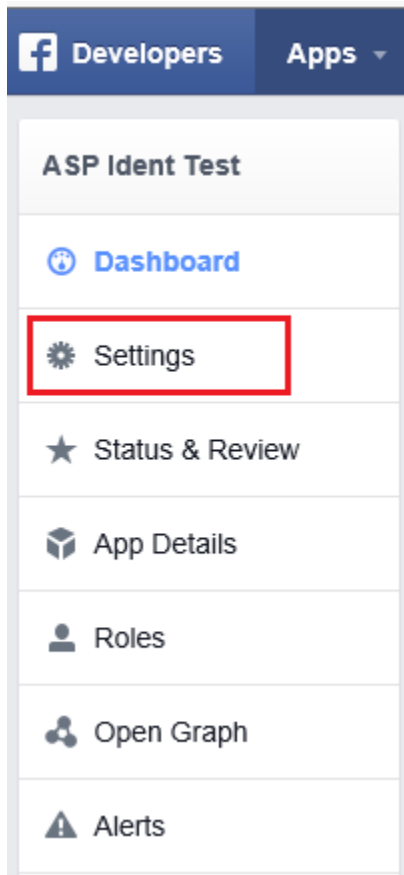 Developers Apps
ASP Ident Test
Dashboard
Settings
Status & Review
App Details
Roles
Open Graph
Alerts